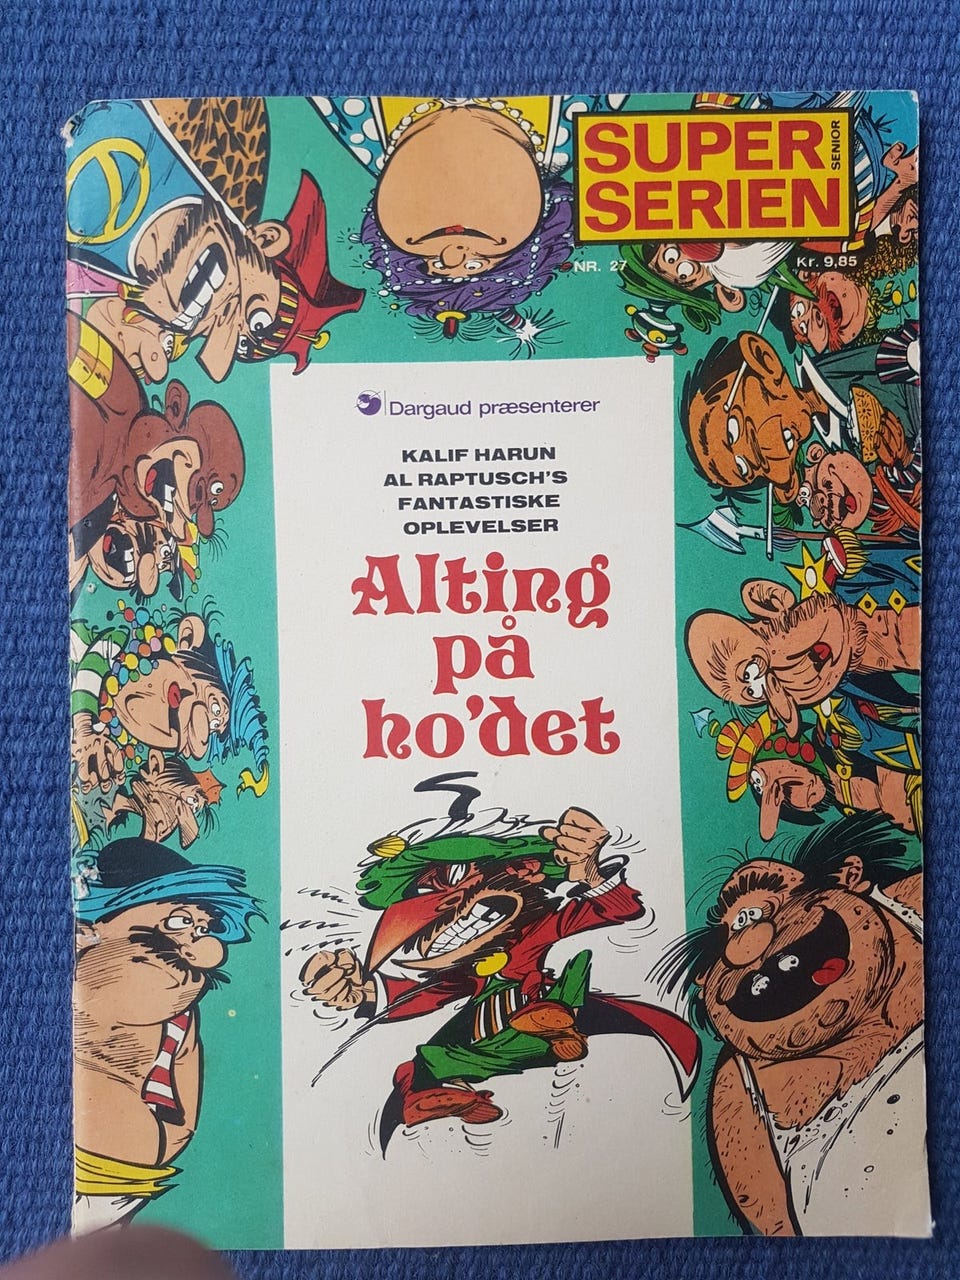 SUPER
SERIEN
SENIOR
NR. 27
Kr. 9,85
Dargaud præsenterer
KALIF HARUN
AL RAPTUSCH'S
FANTASTISKE
OPLEVELSER
Alting
på
ho'det